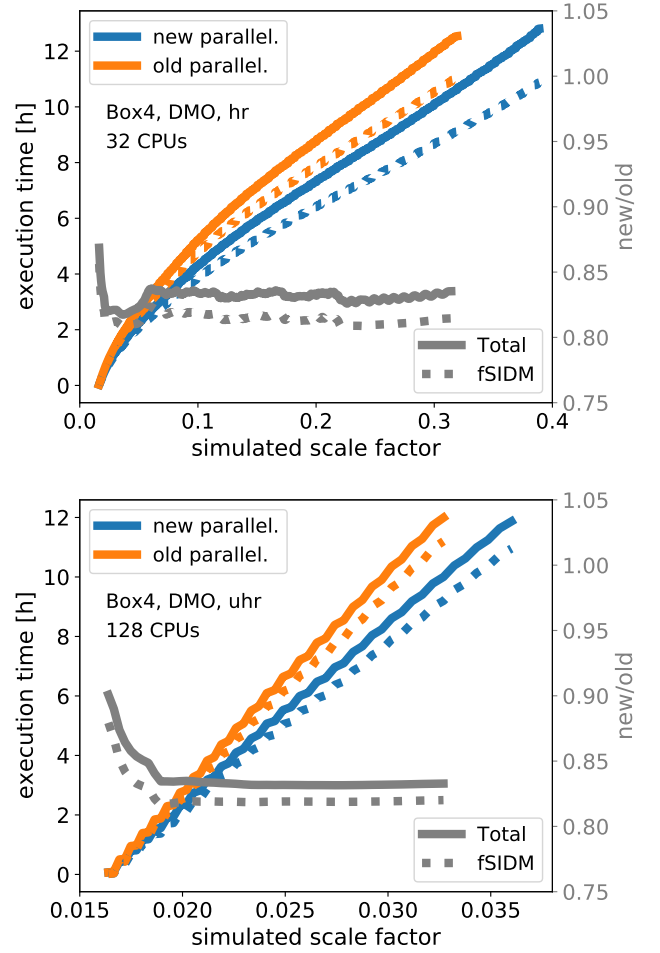 new parallel.
old parallel.
Box4, DMO, hr
32 CPUs
Total
fSIDM
execution time [h]
12
10
8
6
4
2
0
1.05
1.00
0.95
0.90
0.85
0.80
0.75
new/old
0.0
0.1
0.2
0.3
0.4
simulated scale factor
new parallel.
old parallel.
Box4, DMO, uhr
128 CPUs
Total
fSIDM
execution time [h]
12
10
8
6
4
2
0
1.05
1.00
0.95
0.90
0.85
0.80
0.75
new/old
0.015
0.020
0.025
0.030
0.035
simulated scale factor